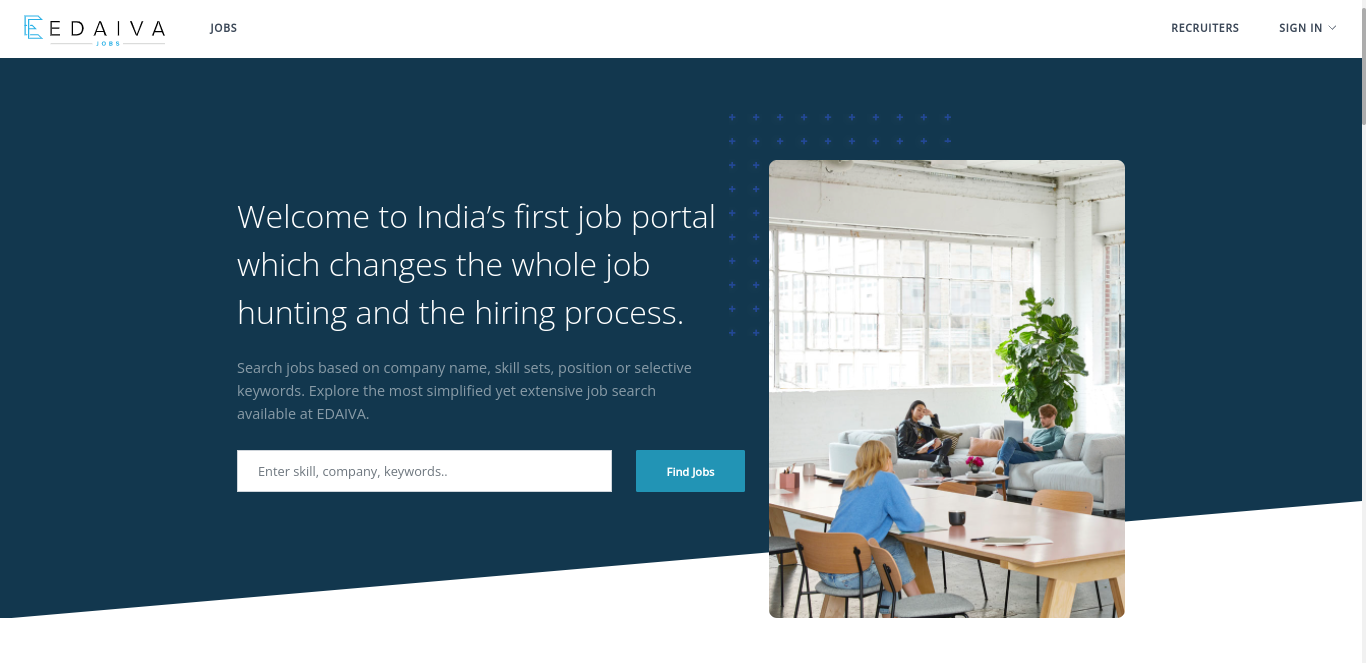 EDAIVA
JOBS
JOBS
RECRUITERS
SIGN IN
Welcome to India’s first job portal
which changes the whole job
hunting and the hiring process.
Search jobs based on company name, skill sets, position or selective
keywords. Explore the most simplified yet extensive job search
available at EDAIVA.
Enter skill, company, keywords..
Find Jobs